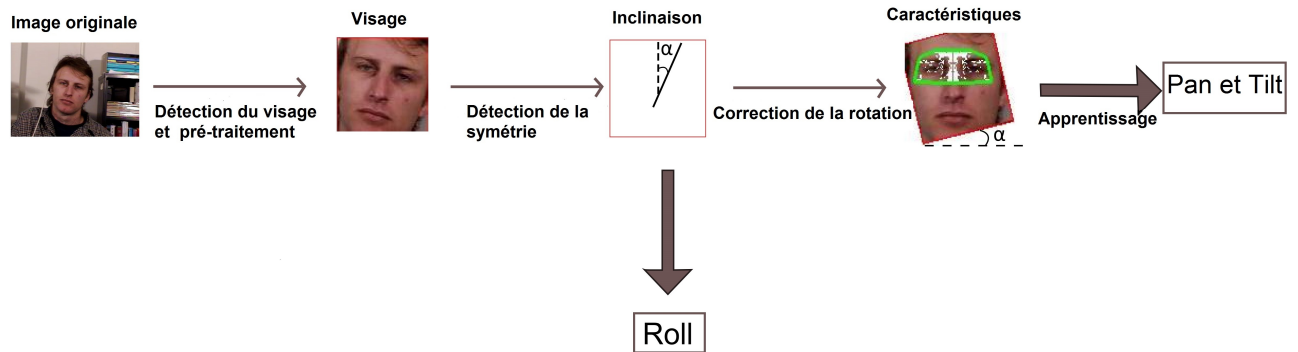 Image originale
Visage
Inclinaison
Caractéristiques
α
Détection du visage
et pré-traitement
Détection de la
symétrie
Correction de la rotation
α
Apprentissage
Pan et Tilt
Roll